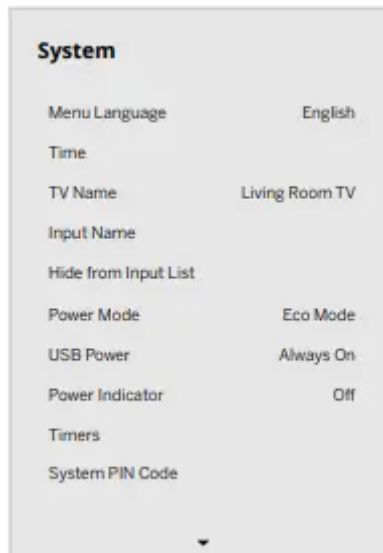 System
Menu Language English
Time
TV Name Living Room TV
Input Name
Hide from Input List
Power Mode Eco Mode
USB Power Always On
Power Indicator Off
Timers
System PIN Code